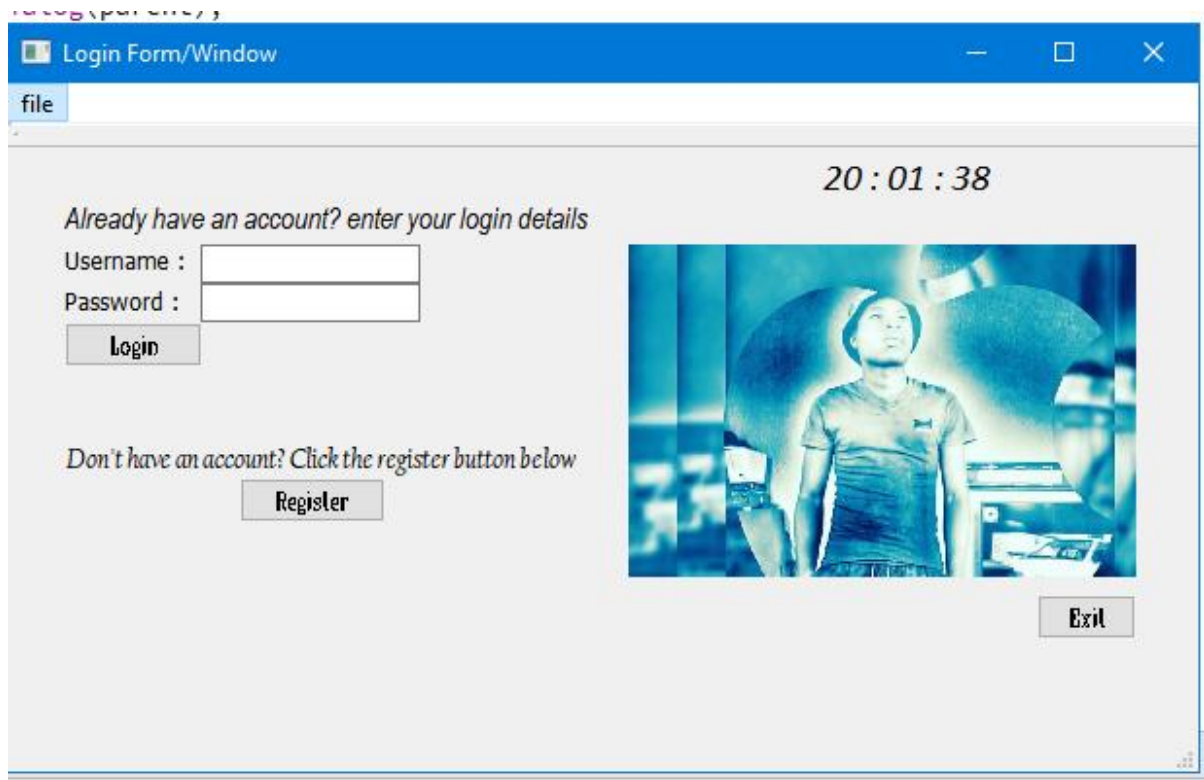 Login Form/Window
file
20 : 01 : 38
Already have an account? enter your login details
Username :
Password :
Login
Don't have an account? Click the register button below
Register
Exit